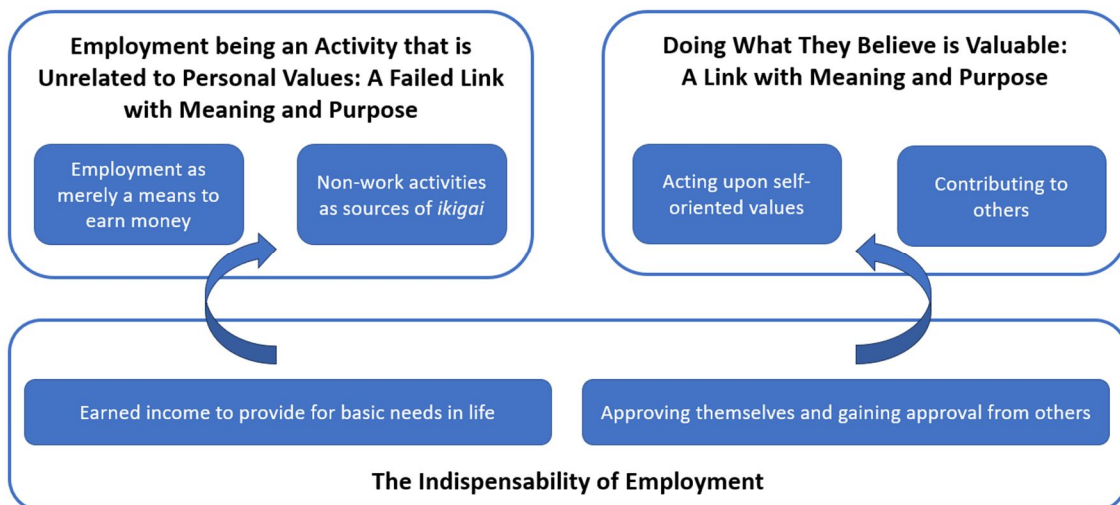 Employment being an Activity that is
Unrelated to Personal Values: A Failed Link
with Meaning and Purpose
Employment as
merely a means to
earn money
Non-work activities
as sources of ikigai
Doing What They Believe is Valuable:
A Link with Meaning and Purpose
Acting upon self-
oriented values
Contributing to
others
Earned income to provide for basic needs in life
Approving themselves and gaining approval from others
The Indispensability of Employment